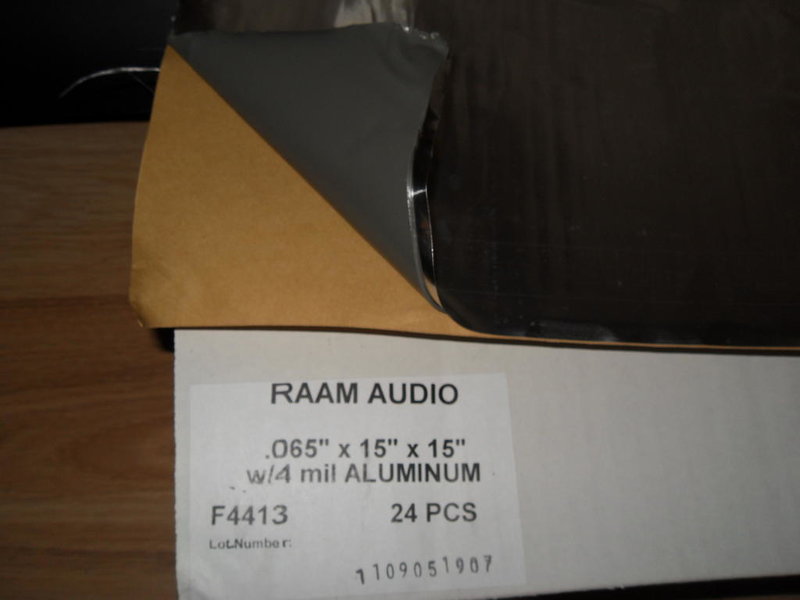 RAAM AUDIO
.065" x 15" x 15"
w/4 mil ALUMINUM
F4413 24 PCS
Lot Number:
1109051907